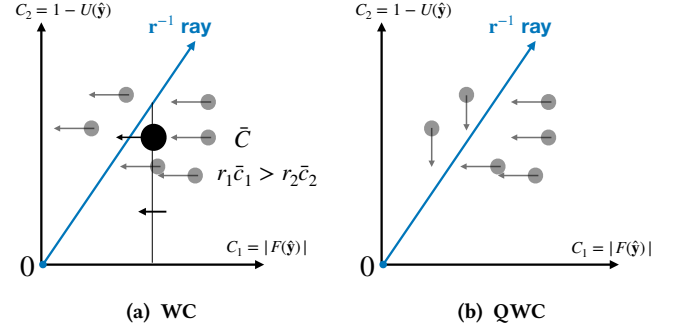 C₂ = 1 − U(ŷ)
r⁻¹ ray
C̄
r₁c̄₁ > r₂c̄₂
C₁ = |F(ŷ)|
0
(a) WC
C₂ = 1 − U(ŷ)
r⁻¹ ray
C₁ = |F(ŷ)|
0
(b) QWC